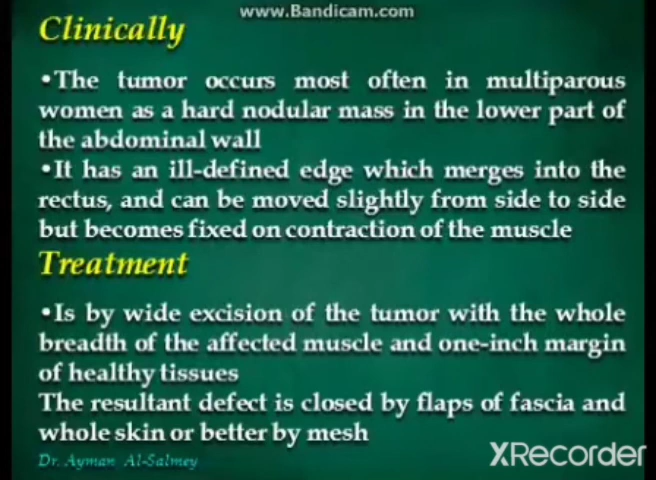 www.Bandicam.com
Clinically
•The tumor occurs most often in multiparous
women as a hard nodular mass in the lower part of
the abdominal wall
•It has an ill-defined edge which merges into the
rectus, and can be moved slightly from side to side
but becomes fixed on contraction of the muscle
Treatment
•Is by wide excision of the tumor with the whole
breadth of the affected muscle and one-inch margin
of healthy tissues
The resultant defect is closed by flaps of fascia and
whole skin or better by mesh
Dr. Ayman Al-Salmey
XRecorder